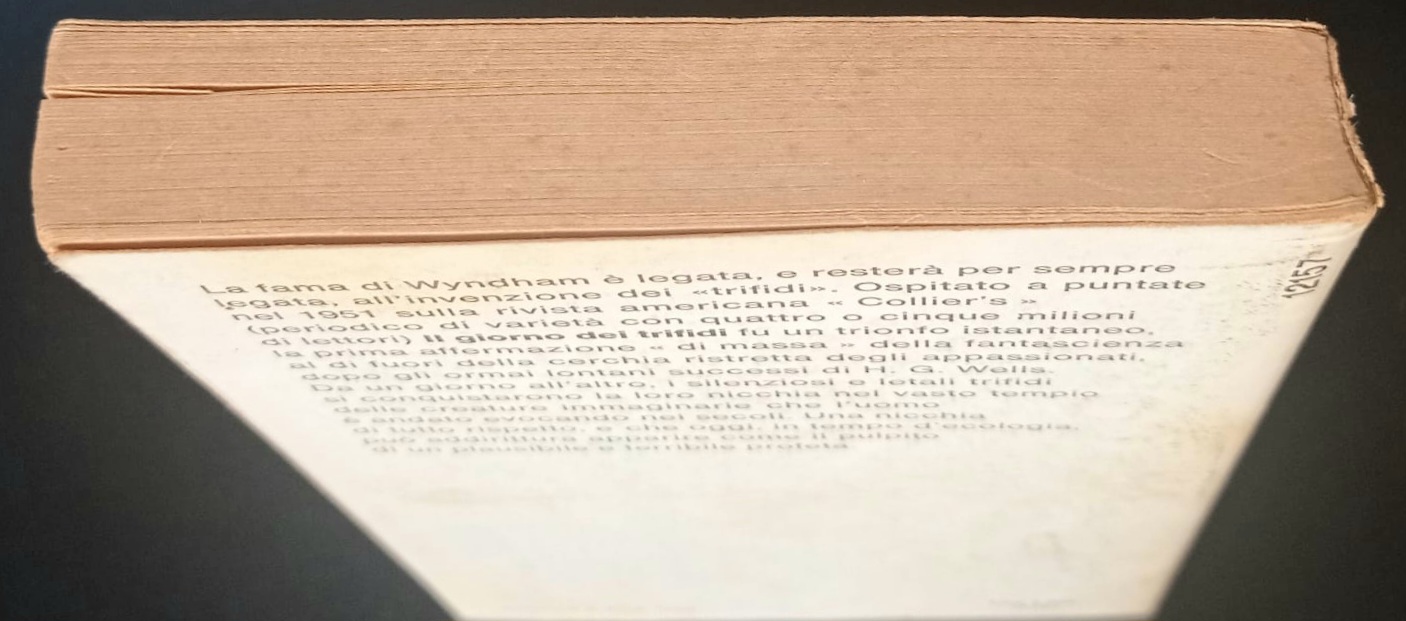 La fama di Wyndham è legata, e resterà per sempre
legata, all'invenzione dei «trifidi». Ospitato a puntate
nel 1951 sulla rivista americana « Collier's »
(periodico di varietà con quattro o cinque milioni
di lettori) Il giorno dei trifidi fu un trionfo istantaneo,
la prima affermazione « di massa » della fantascienza
al di fuori della cerchia ristretta degli appassionati,
dopo gli ormai lontani successi di H. G. Wells.
Da un giorno all'altro, i silenziosi e letali trifidi
si conquistarono la loro nicchia nel vasto tempio
delle creature immaginarie che l'uomo
è andato evocando nei secoli. Una nicchia
di tutto rispetto, e che oggi, in tempo d'ecologia,
può addirittura apparire come il pulpito
di un plausibile e terribile profeta.
12157